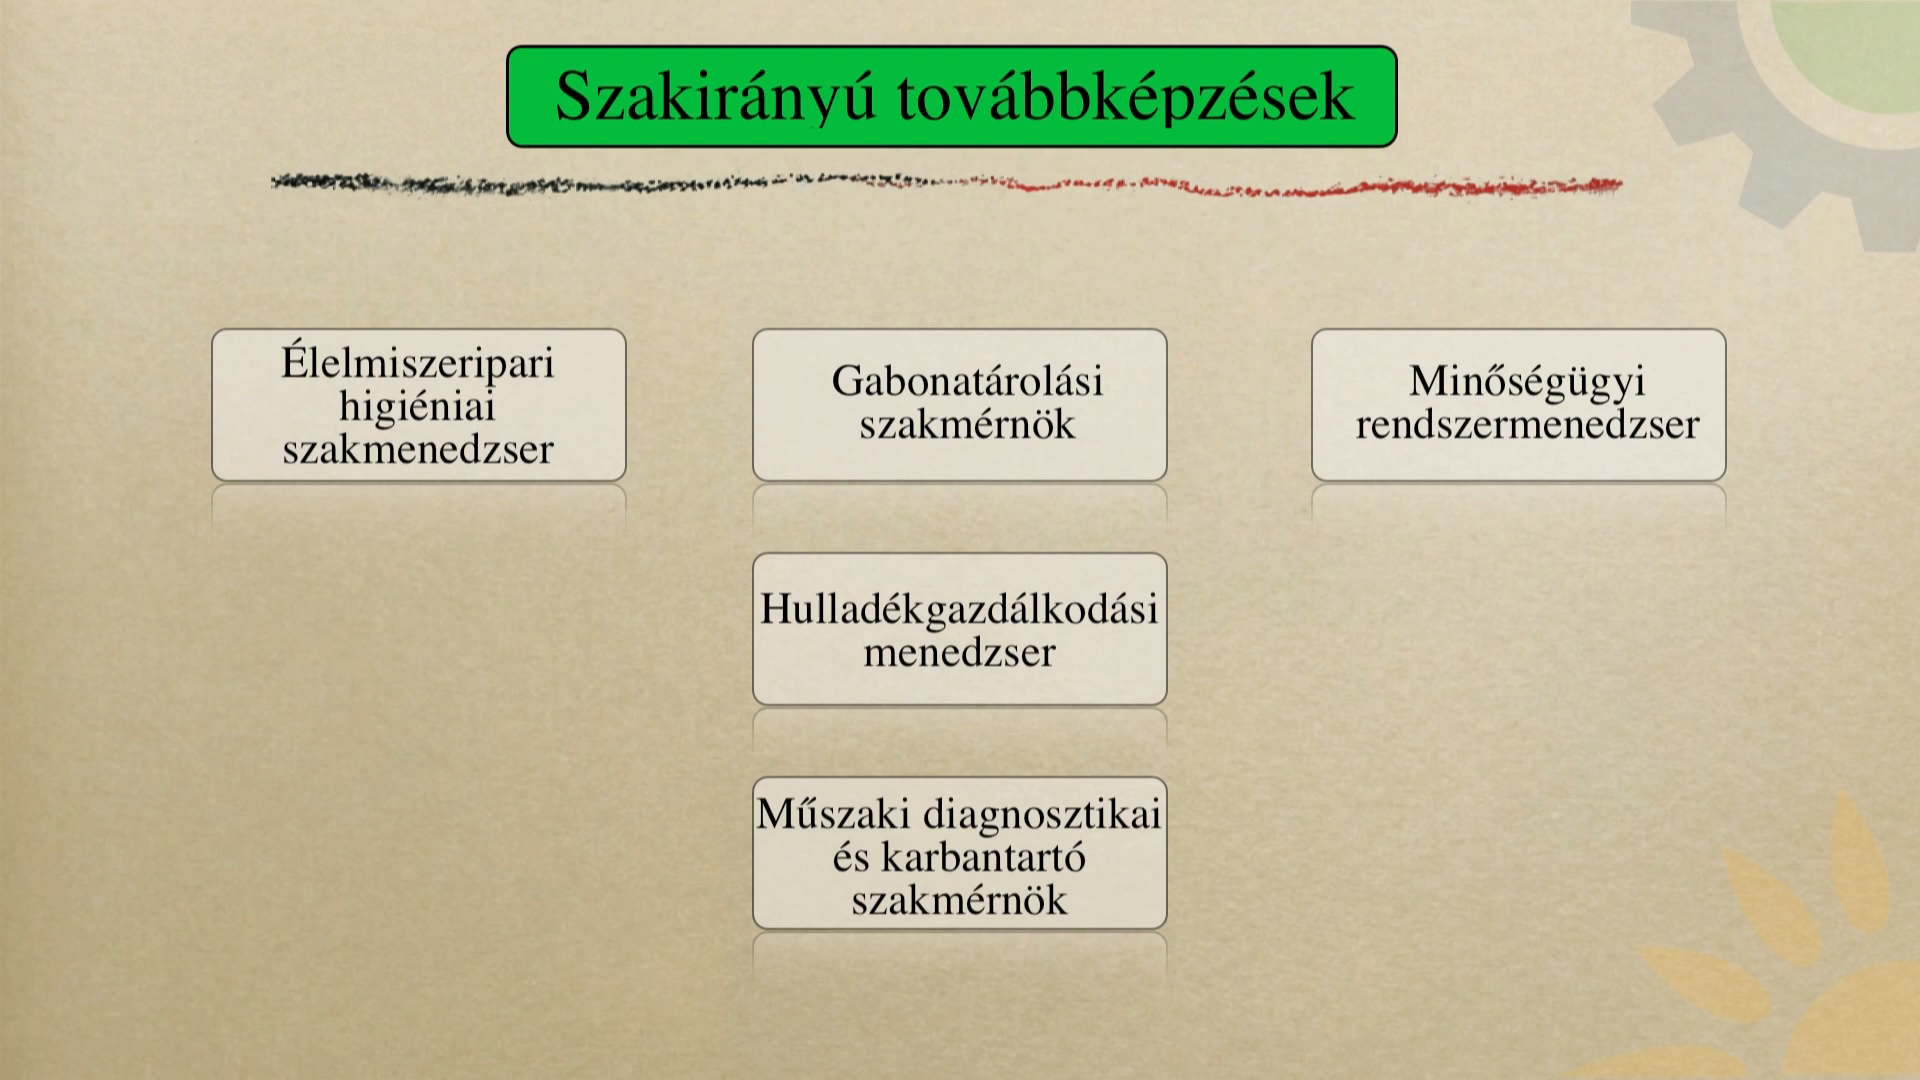 Szakirányú továbbképzések
Élelmiszeripari
higiéniai
szakmenedzser
Gabonatárolási
szakmérnök
Minőségügyi
rendszermenedzser
Hulladékgazdálkodási
menedzser
Műszaki diagnosztikai
és karbantartó
szakmérnök